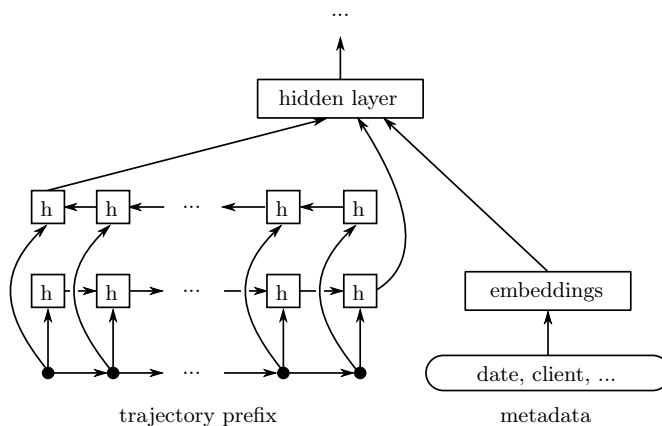 ...
hidden layer
h h ... h h
h h ... h h
embeddings
...
date, client, ...
trajectory prefix
metadata